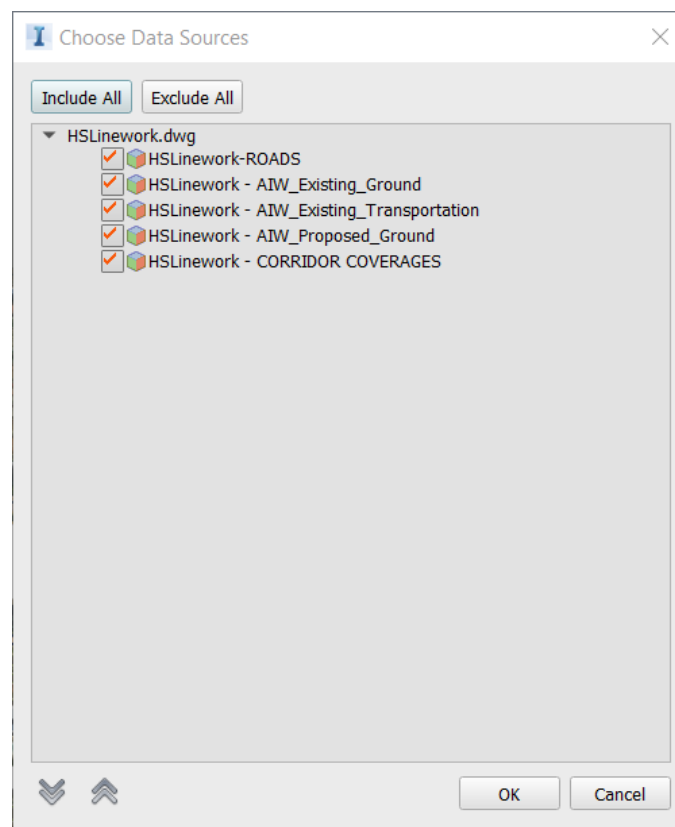 Choose Data Sources
Include All Exclude All
HSLinework.dwg
HSLinework-ROADS
HSLinework - AIW_Existing_Ground
HSLinework - AIW_Existing_Transportation
HSLinework - AIW_Proposed_Ground
HSLinework - CORRIDOR COVERAGES
OK Cancel